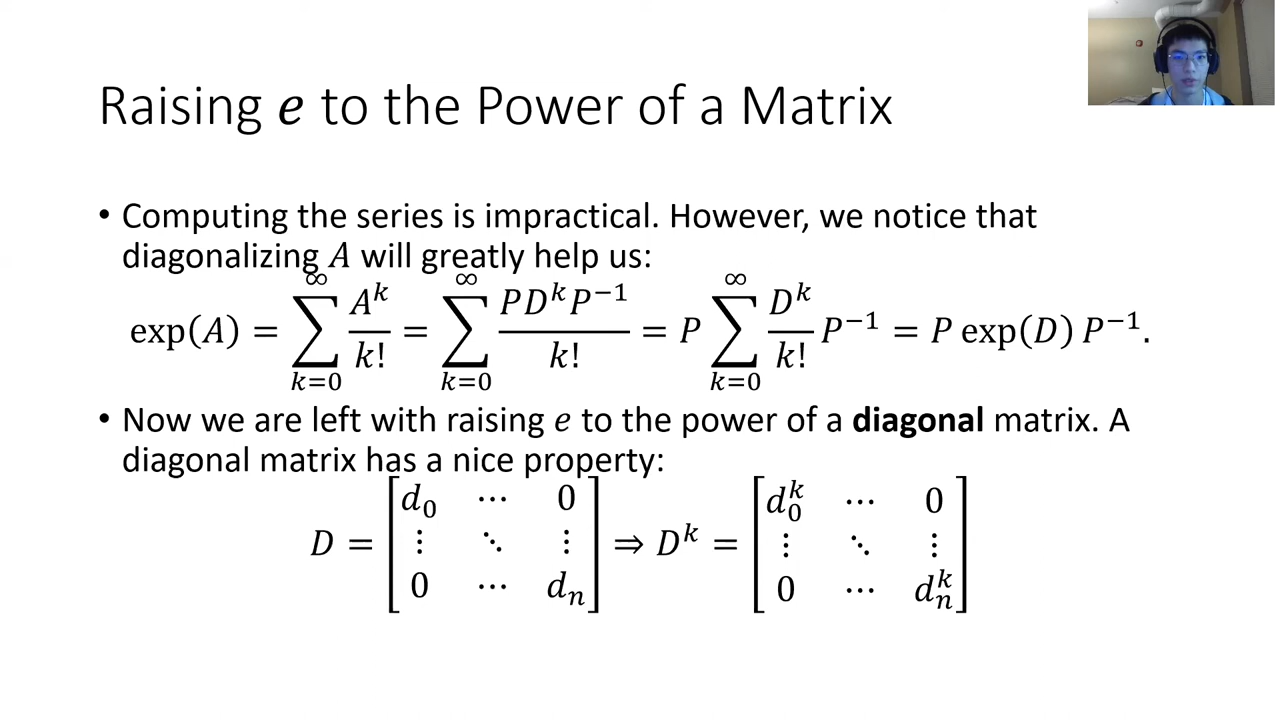 Raising e to the Power of a Matrix
• Computing the series is impractical. However, we notice that
diagonalizing A will greatly help us:
exp(A) = ∑_{k=0}^{∞} A^k/k! = ∑_{k=0}^{∞} PD^kP^{−1}/k! = P ∑_{k=0}^{∞} D^k/k! P^{−1} = P exp(D) P^{−1}.
• Now we are left with raising e to the power of a diagonal matrix. A
diagonal matrix has a nice property:
D = [d_0 ⋯ 0; ⋮ ⋱ ⋮; 0 ⋯ d_n] ⇒ D^k = [d_0^k ⋯ 0; ⋮ ⋱ ⋮; 0 ⋯ d_n^k]